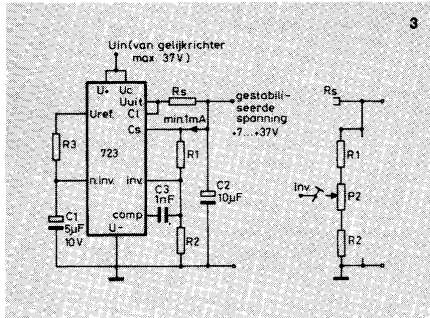 3
Uin(van gelijkrichter
max. 37V)
U+ Uc
Uuit
Rs
Uref.
Cl
Cs
min.1mA
gestabili-
seerde
spanning
+7...+37V
R3
723
R1
n.inv.
inv.
C3
1nF
C2
10µF
comp
C1
5µF
10V
U-
R2
Rs
R1
inv.
P2
R2